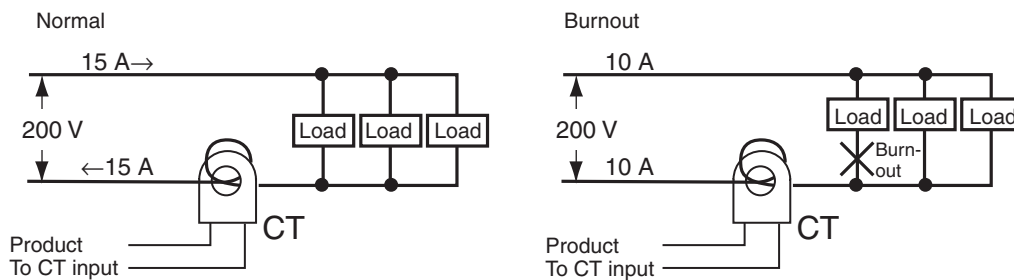 Normal
15 A→
200 V
Load Load Load
←15 A
CT
Product
To CT input
Burnout
10 A
200 V
Load Load Load
Burn-
out
10 A
CT
Product
To CT input